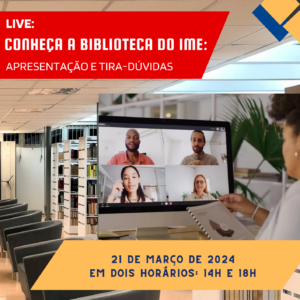 LIVE:
CONHEÇA A BIBLIOTECA DO IME:
APRESENTAÇÃO E TIRA-DÚVIDAS
21 DE MARÇO DE 2024
EM DOIS HORÁRIOS: 14H E 18H